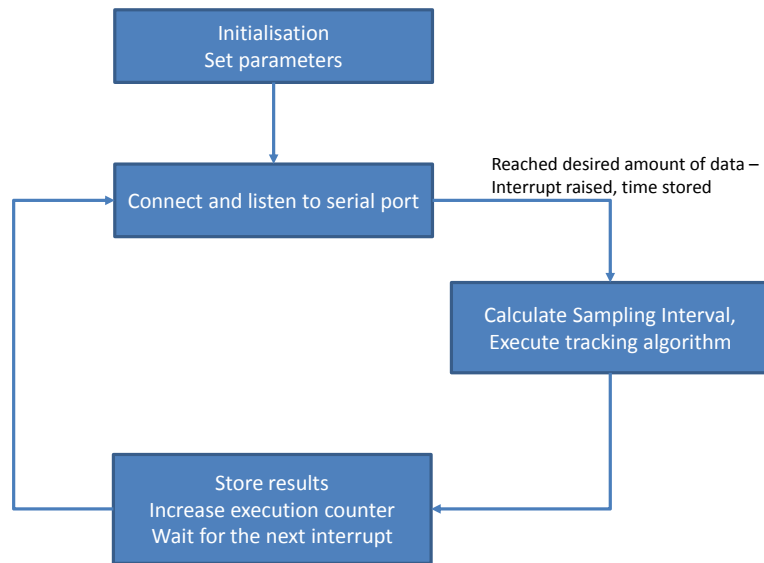 Initialisation
Set parameters
Connect and listen to serial port
Reached desired amount of data –
Interrupt raised, time stored
Calculate Sampling Interval,
Execute tracking algorithm
Store results
Increase execution counter
Wait for the next interrupt